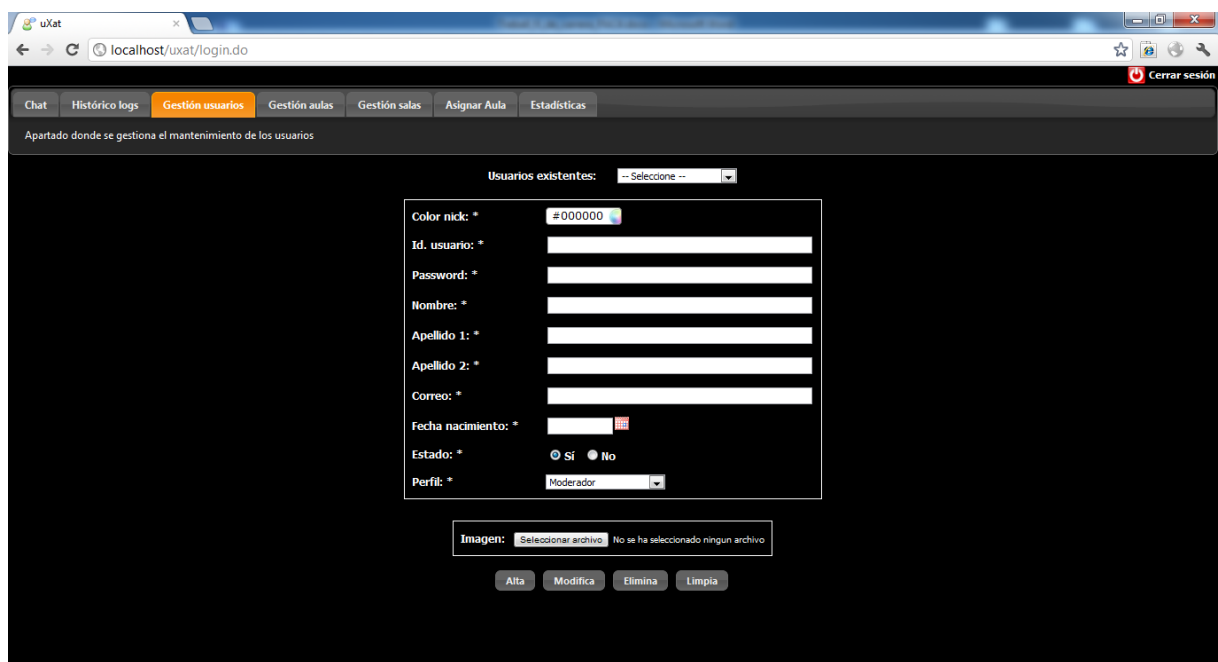 uXat
localhost/uxat/login.do
Cerrar sesión
Chat Histórico logs Gestión usuarios Gestión aulas Gestión salas Asignar Aula Estadísticas
Apartado donde se gestiona el mantenimiento de los usuarios
Usuarios existentes: -- Seleccione --
Color nick: * #000000
Id. usuario: *
Password: *
Nombre: *
Apellido 1: *
Apellido 2: *
Correo: *
Fecha nacimiento: *
Estado: * Sí No
Perfil: * Moderador
Imagen: Seleccionar archivo No se ha seleccionado ningun archivo
Alta Modifica Elimina Limpia